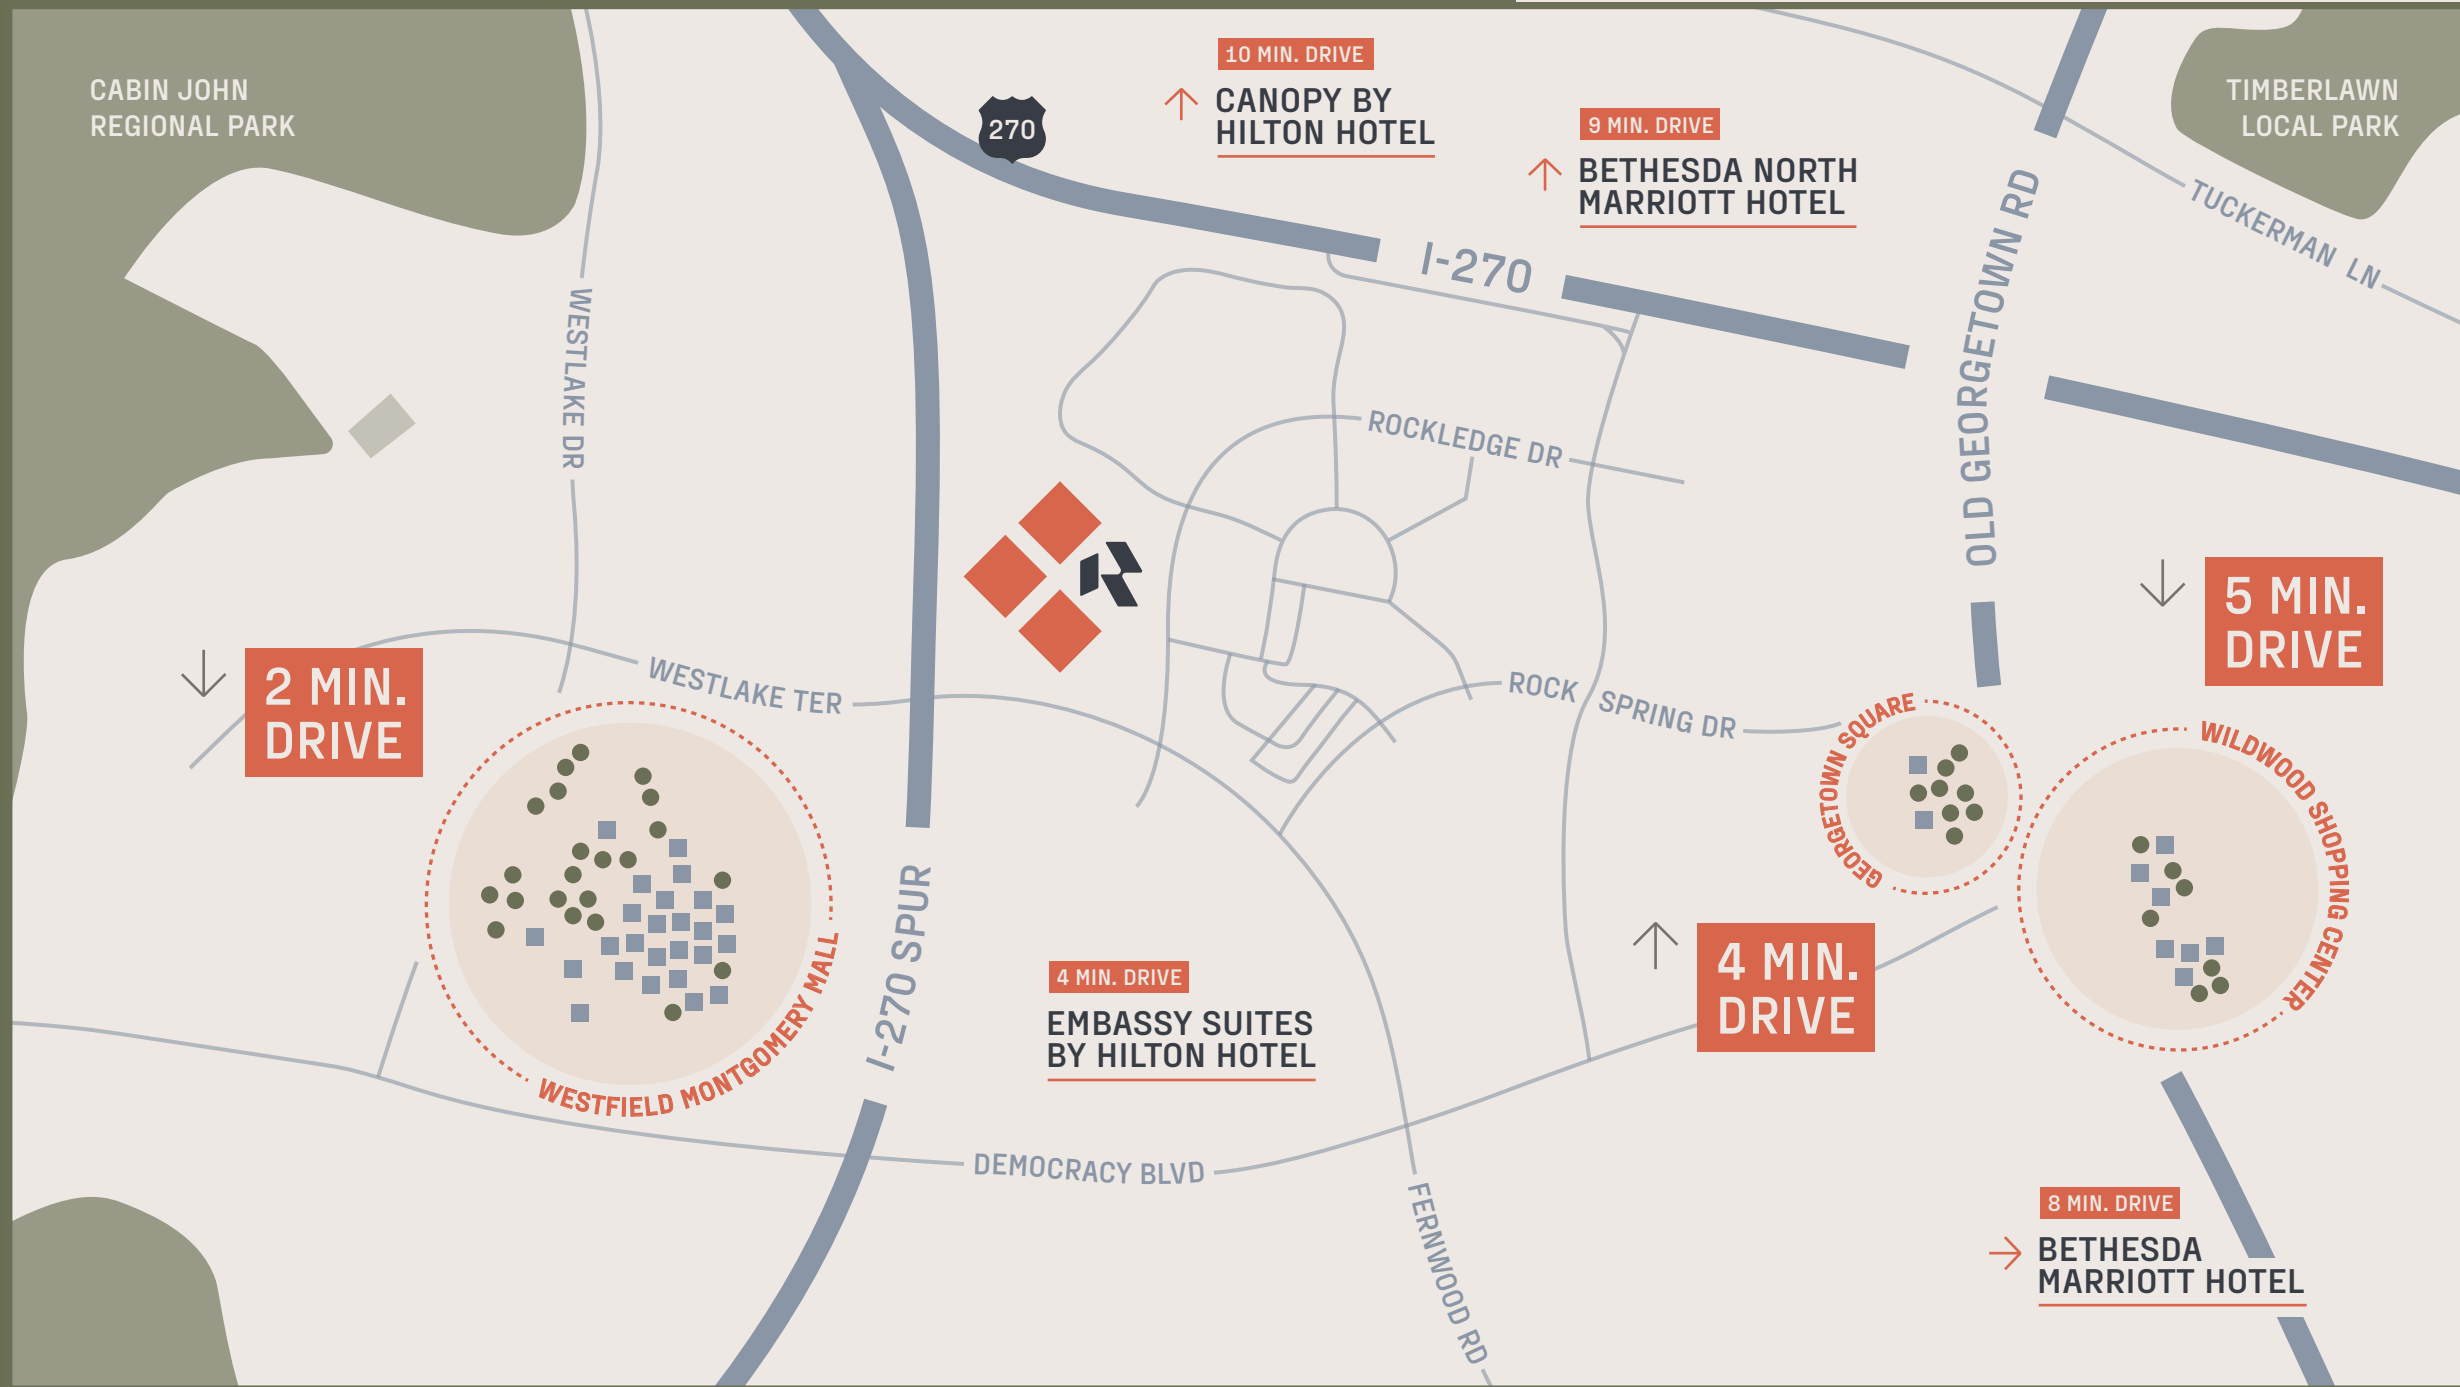 CABIN JOHN
REGIONAL PARK
10 MIN. DRIVE
CANOPY BY
HILTON HOTEL
270
9 MIN. DRIVE
BETHESDA NORTH
MARRIOTT HOTEL
TIMBERLAWN
LOCAL PARK
TUCKERMAN LN
I-270
OLD GEORGETOWN RD
WESTLAKE DR
ROCKLEDGE DR
5 MIN.
DRIVE
2 MIN.
DRIVE
WESTLAKE TER
ROCK SPRING DR
GEORGETOWN SQUARE
WILDWOOD SHOPPING CENTER
WESTFIELD MONTGOMERY MALL
I-270 SPUR
4 MIN. DRIVE
EMBASSY SUITES
BY HILTON HOTEL
4 MIN.
DRIVE
DEMOCRACY BLVD
FERNWOOD RD
8 MIN. DRIVE
BETHESDA
MARRIOTT HOTEL